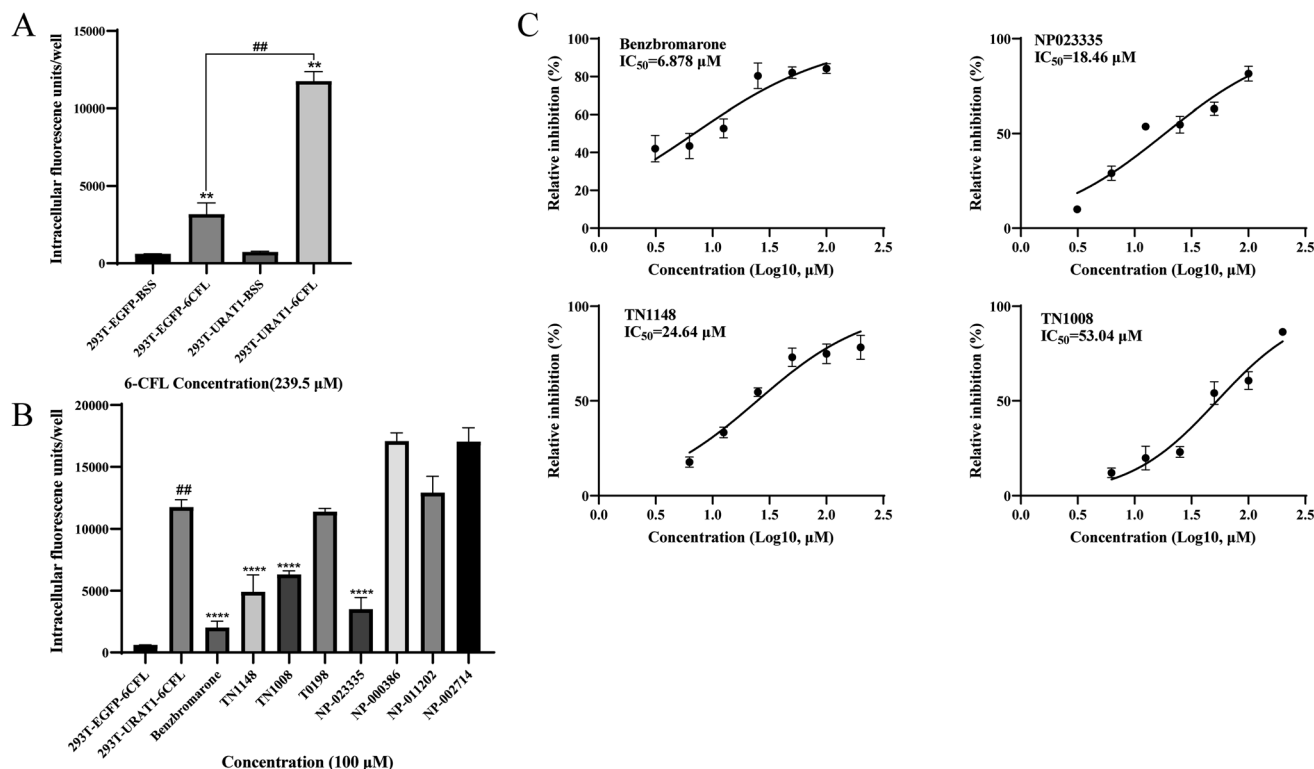 A
Intracellular fluorescene units/well
15000
10000
5000
0
##
**
**
293T-EGFP-BSS
293T-EGFP-6CFL
293T-URAT1-BSS
293T-URAT1-6CFL
6-CFL Concentration(239.5 μM)
B
Intracellular fluorescene units/well
20000
15000
10000
5000
0
##
****
****
****
****
293T-EGFP-6CFL
293T-URAT1-6CFL
Benzbromarone
TN1148
TN1008
T0198
NP-023335
NP-000386
NP-011202
NP-002714
Concentration (100 μM)
C
Benzbromarone
IC50=6.878 μM
Relative inhibition (%)
100
80
60
40
20
0
0.0 0.5 1.0 1.5 2.0 2.5
Concentration (Log10, μM)
NP023335
IC50=18.46 μM
Relative inhibition (%)
100
50
0
0.0 0.5 1.0 1.5 2.0 2.5
Concentration (Log10, μM)
TN1148
IC50=24.64 μM
Relative inhibition (%)
100
50
0
0.0 0.5 1.0 1.5 2.0 2.5
Concentration (Log10, μM)
TN1008
IC50=53.04 μM
Relative inhibition (%)
100
50
0
0.0 0.5 1.0 1.5 2.0 2.5
Concentration (Log10, μM)